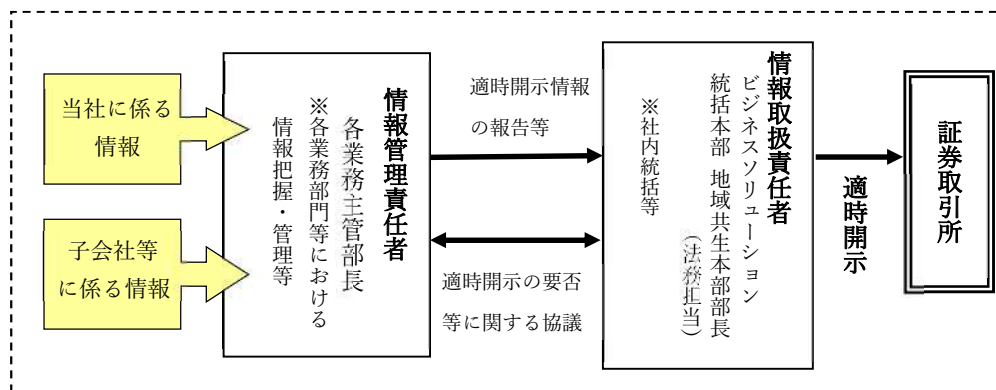 当社に係る
情報
子会社等
に係る情報
情報管理責任者
各業務主管部長
※各業務部門等における
情報把握・管理等
適時開示情報
の報告等
適時開示の要否
等に関する協議
情報取扱責任者
ビジネスソリューション
統括本部 地域共生本部部長
(法務担当)
※社内統括等
適時開示
証券取引所